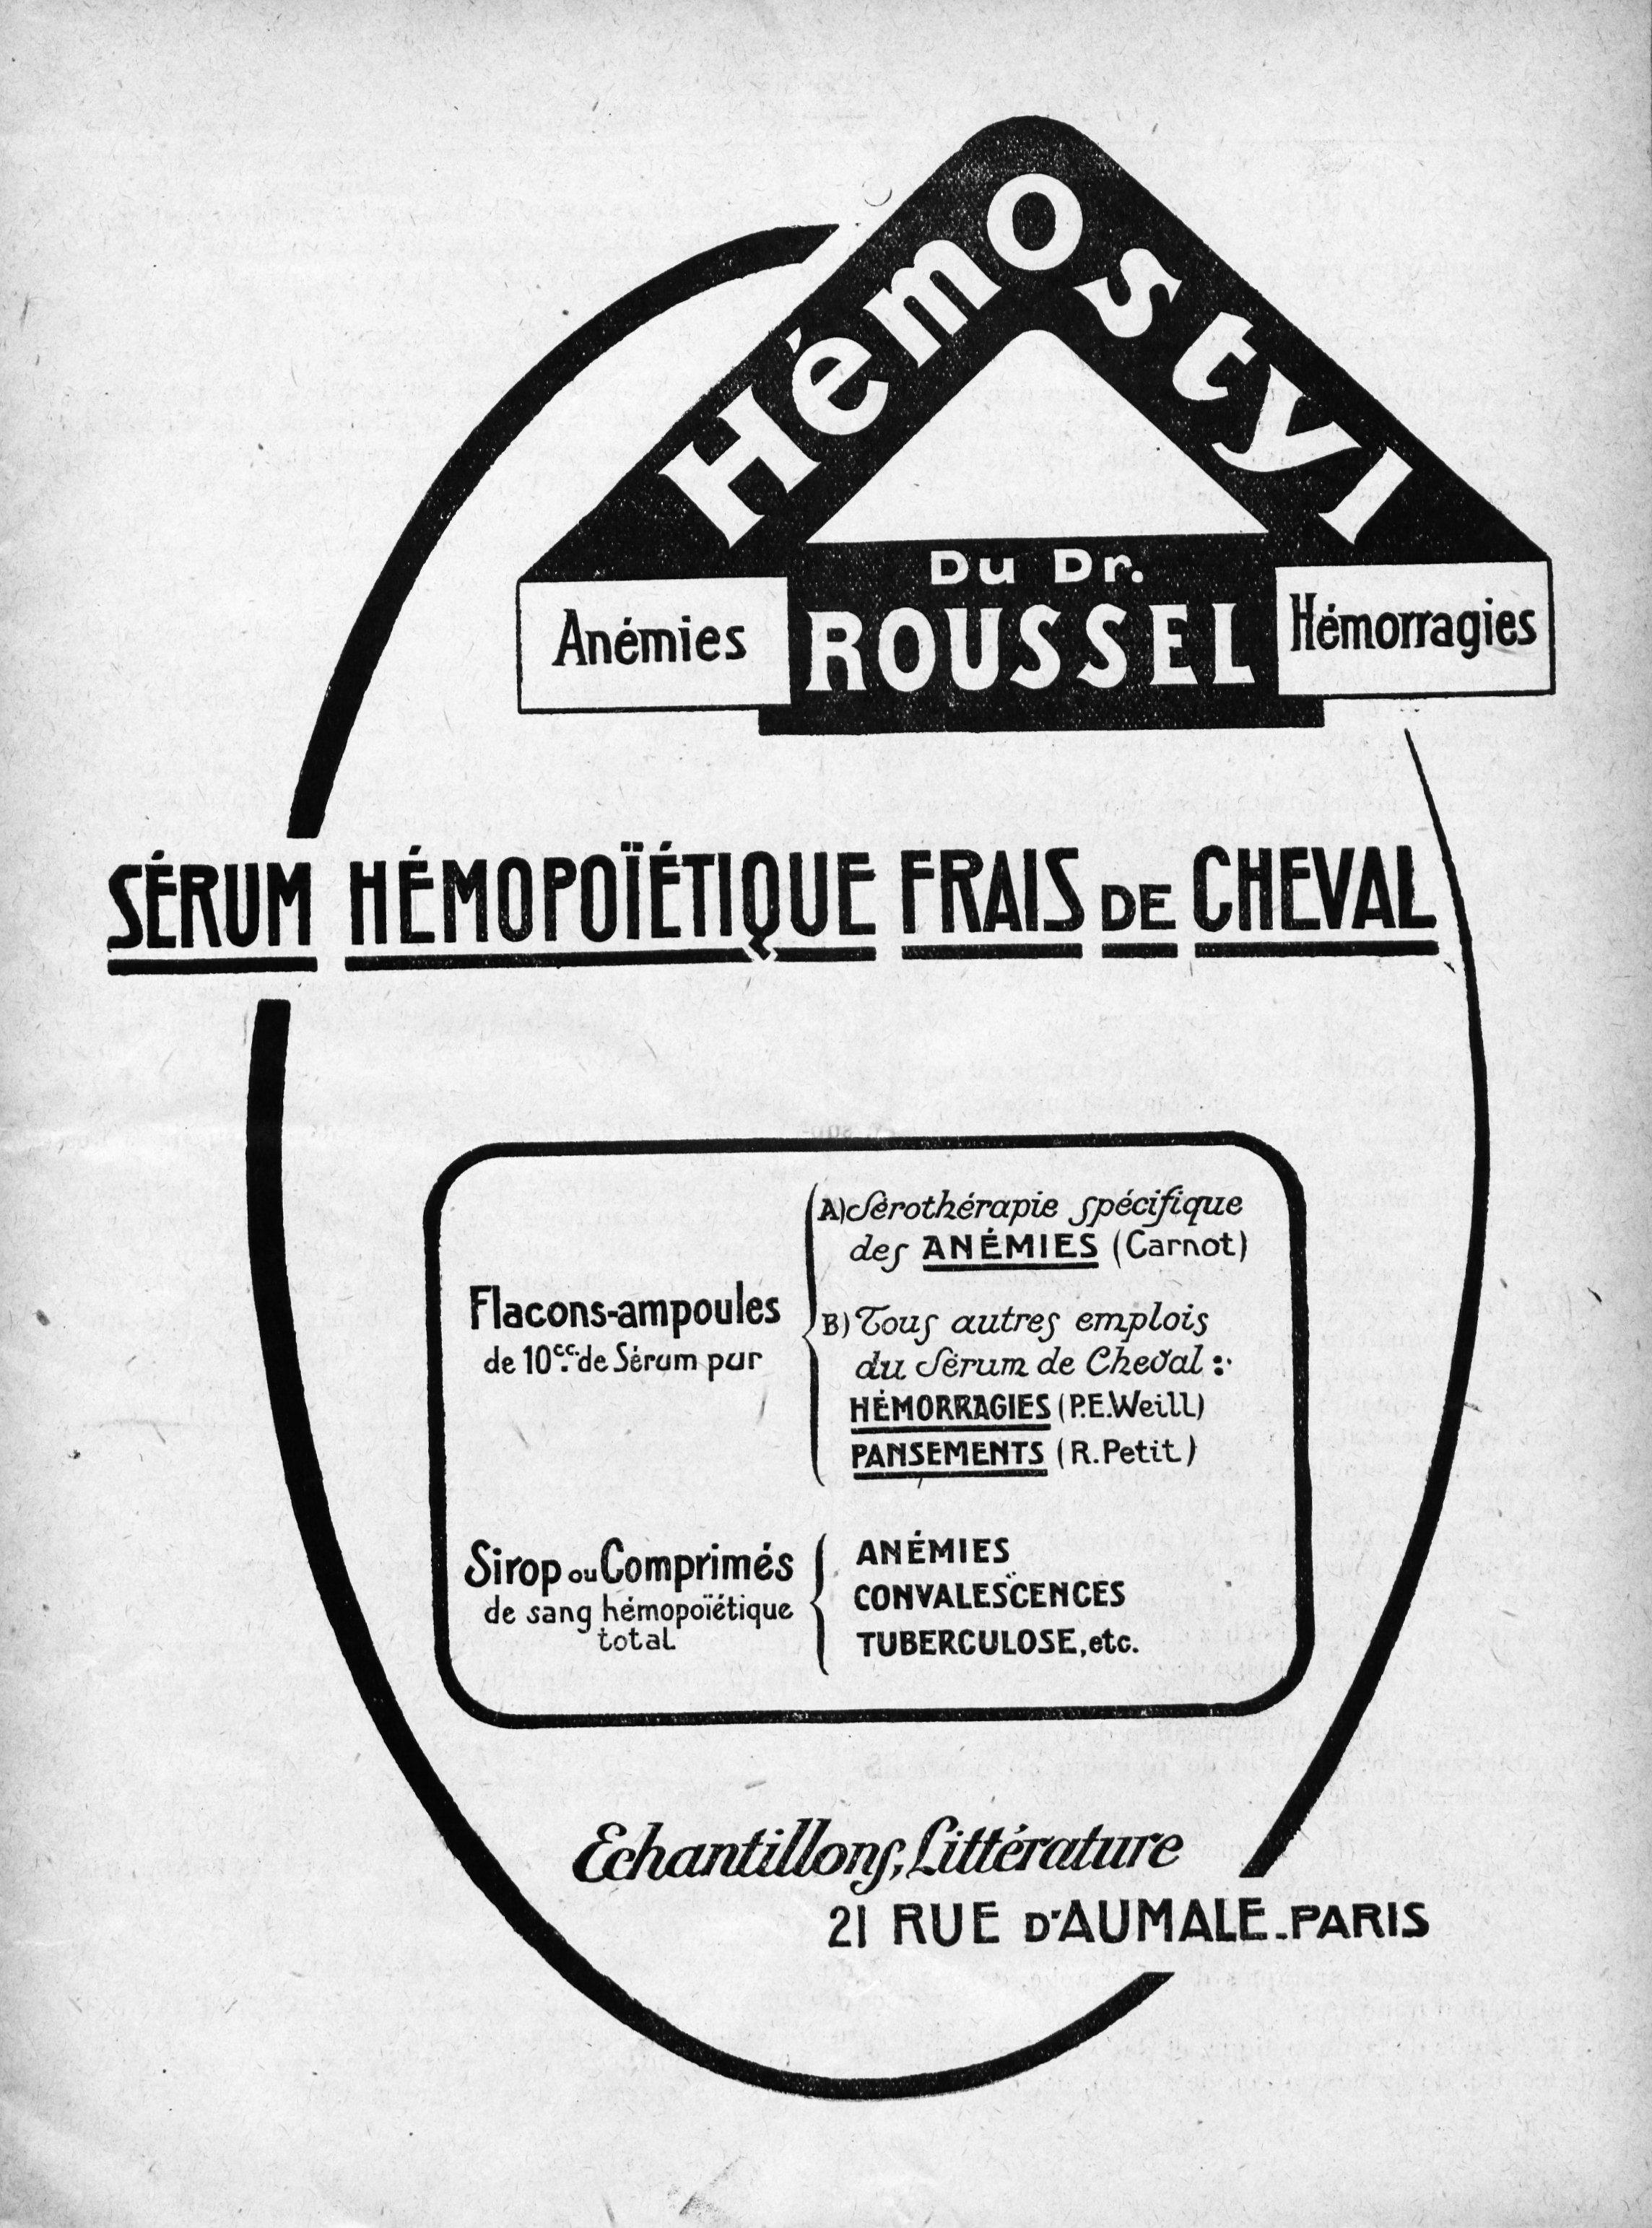 Hémostyl
Du Dr.
ROUSSEL
Anémies
Hémorragies
SÉRUM HÉMOPOÏÉTIQUE FRAIS DE CHEVAL
Flacons-ampoules
de 10cc. de Sérum pur
A) Sérothérapie spécifique
des ANÉMIES (Carnot)
B) Tous autres emplois
du Sérum de Cheval :
HÉMORRAGIES (P.E.Weill)
PANSEMENTS (R.Petit)
Sirop ou Comprimés
de sang hémopoïétique
total
ANÉMIES
CONVALESCENCES
TUBERCULOSE, etc.
Echantillons, Littérature
21 RUE D'AUMALE - PARIS